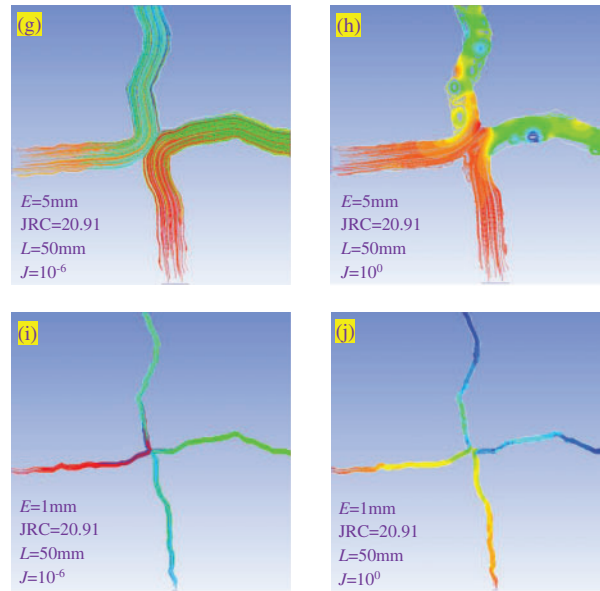 (g)
E=5mm
JRC=20.91
L=50mm
J=10⁻⁶
(h)
E=5mm
JRC=20.91
L=50mm
J=10⁰
(i)
E=1mm
JRC=20.91
L=50mm
J=10⁻⁶
(j)
E=1mm
JRC=20.91
L=50mm
J=10⁰